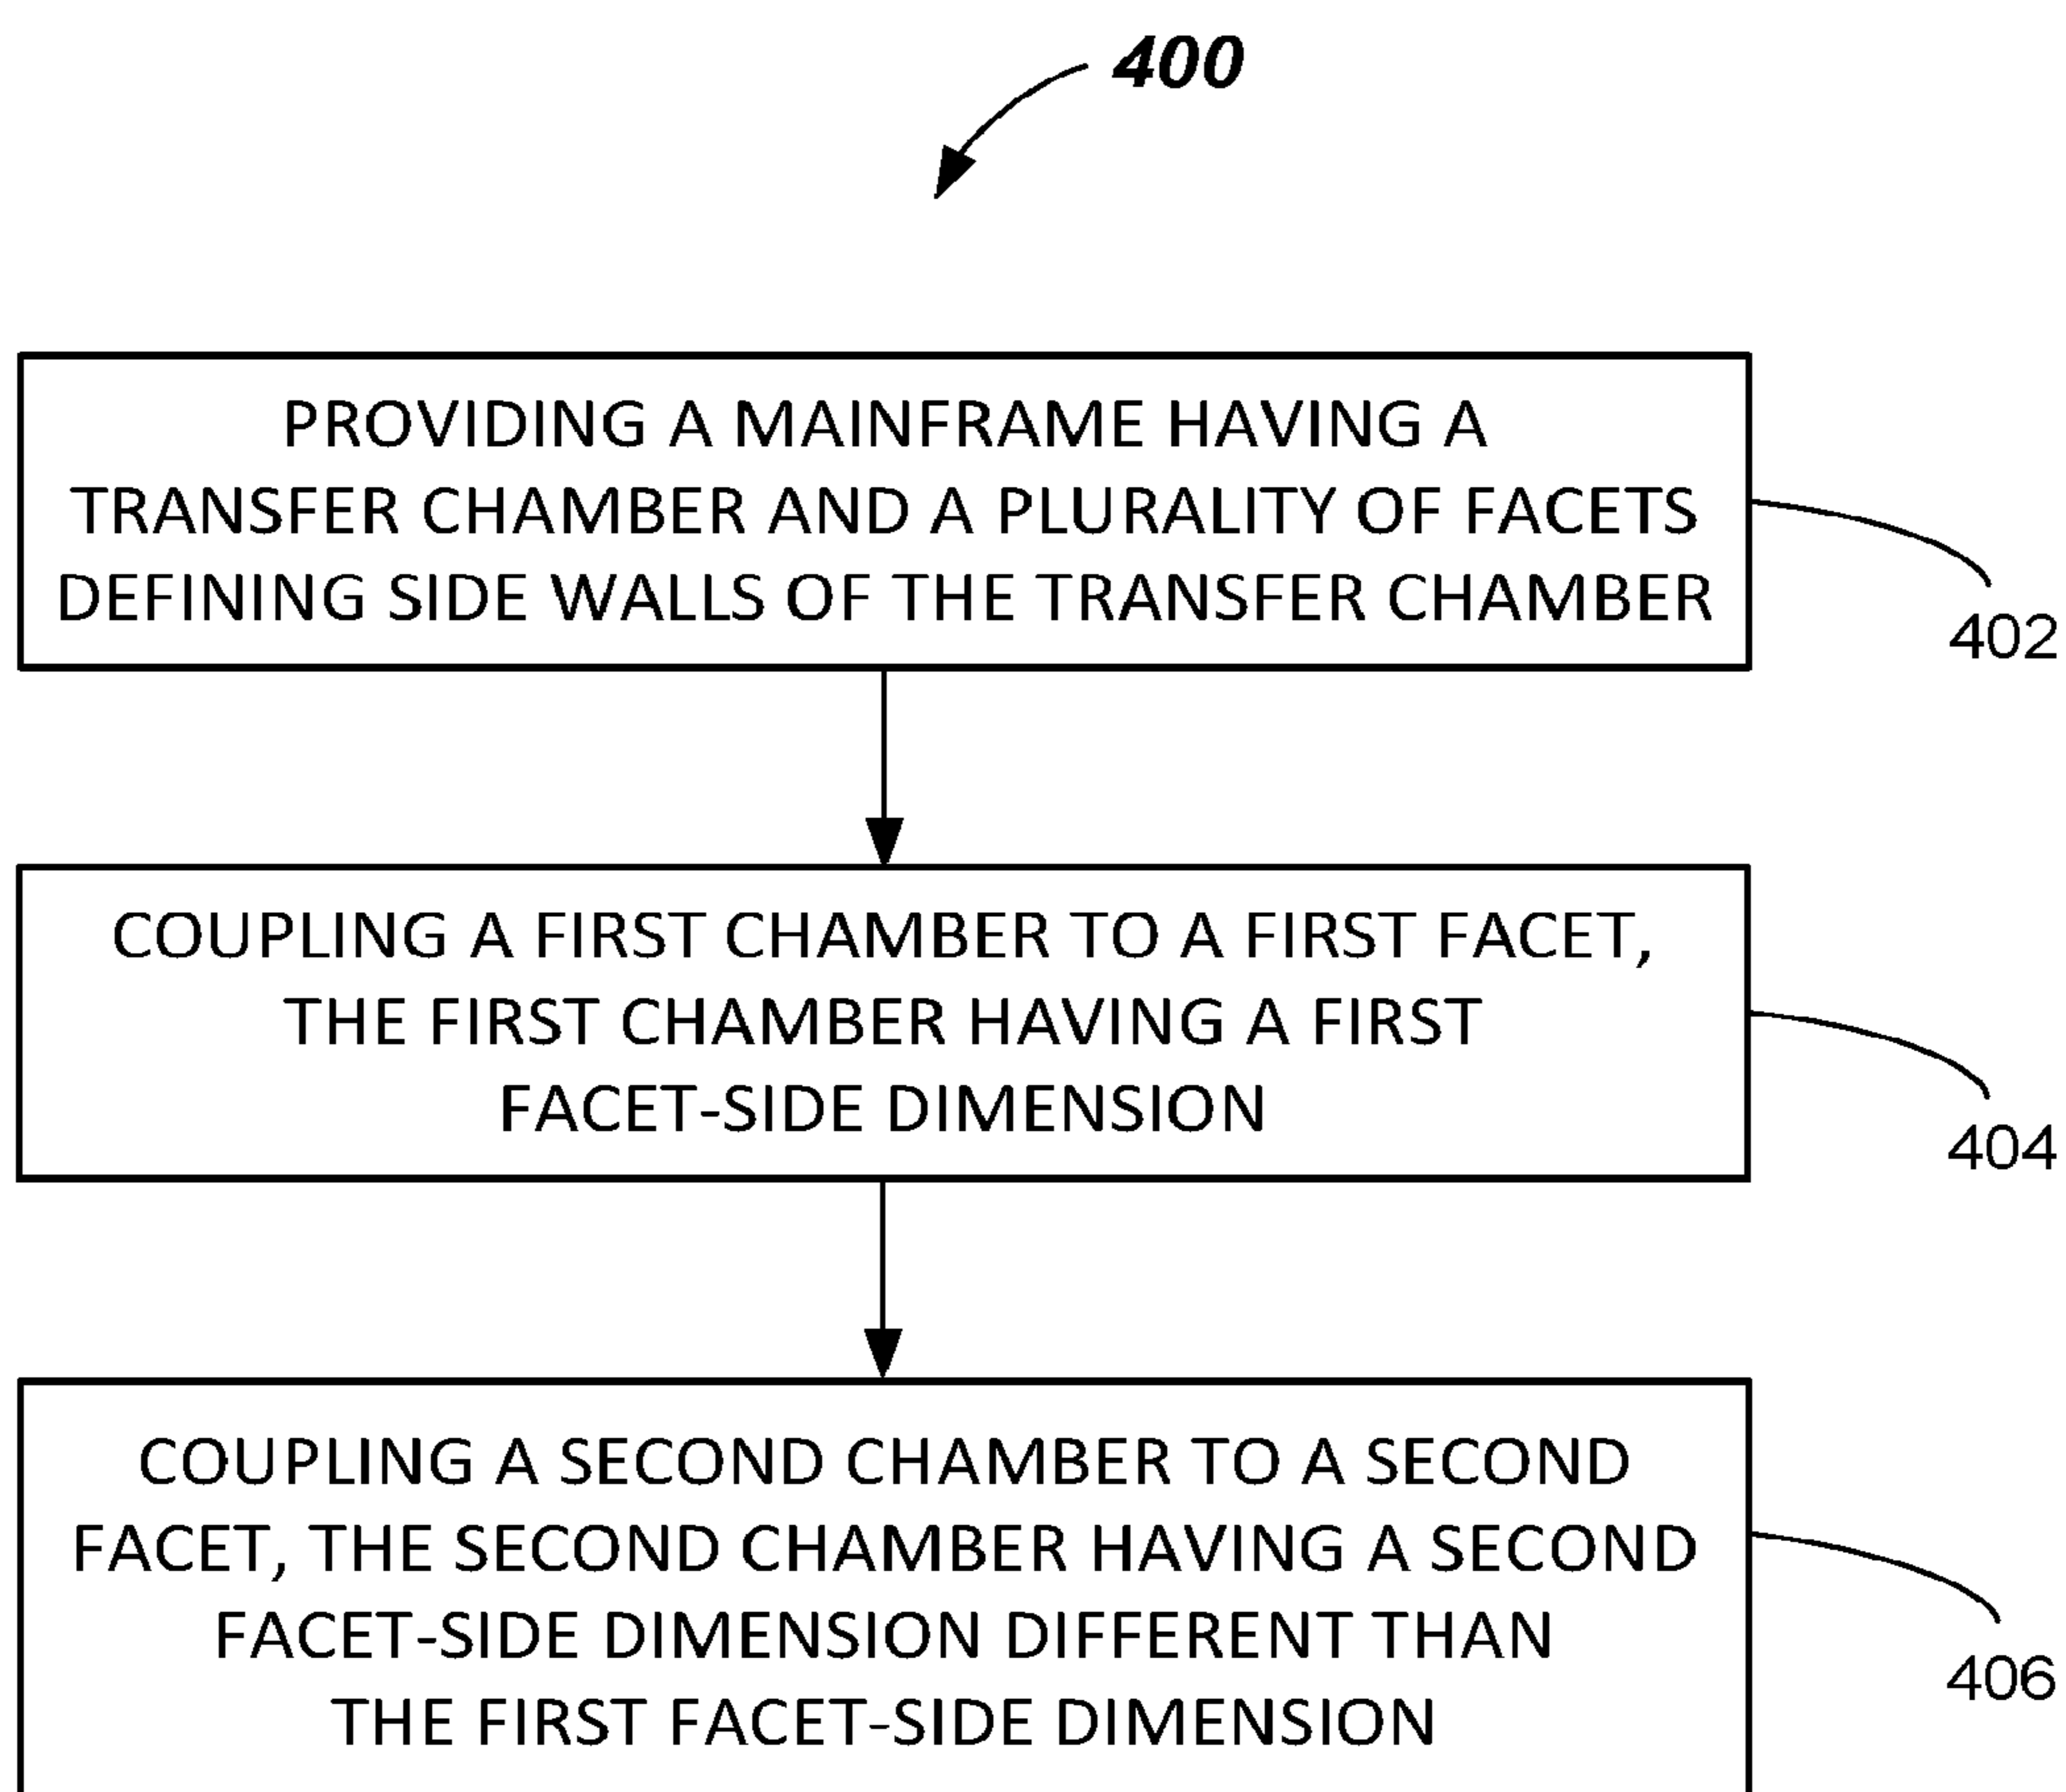 400
PROVIDING A MAINFRAME HAVING A
TRANSFER CHAMBER AND A PLURALITY OF FACETS
DEFINING SIDE WALLS OF THE TRANSFER CHAMBER
402
COUPLING A FIRST CHAMBER TO A FIRST FACET,
THE FIRST CHAMBER HAVING A FIRST
FACET-SIDE DIMENSION
404
COUPLING A SECOND CHAMBER TO A SECOND
FACET, THE SECOND CHAMBER HAVING A SECOND
FACET-SIDE DIMENSION DIFFERENT THAN
THE FIRST FACET-SIDE DIMENSION
406